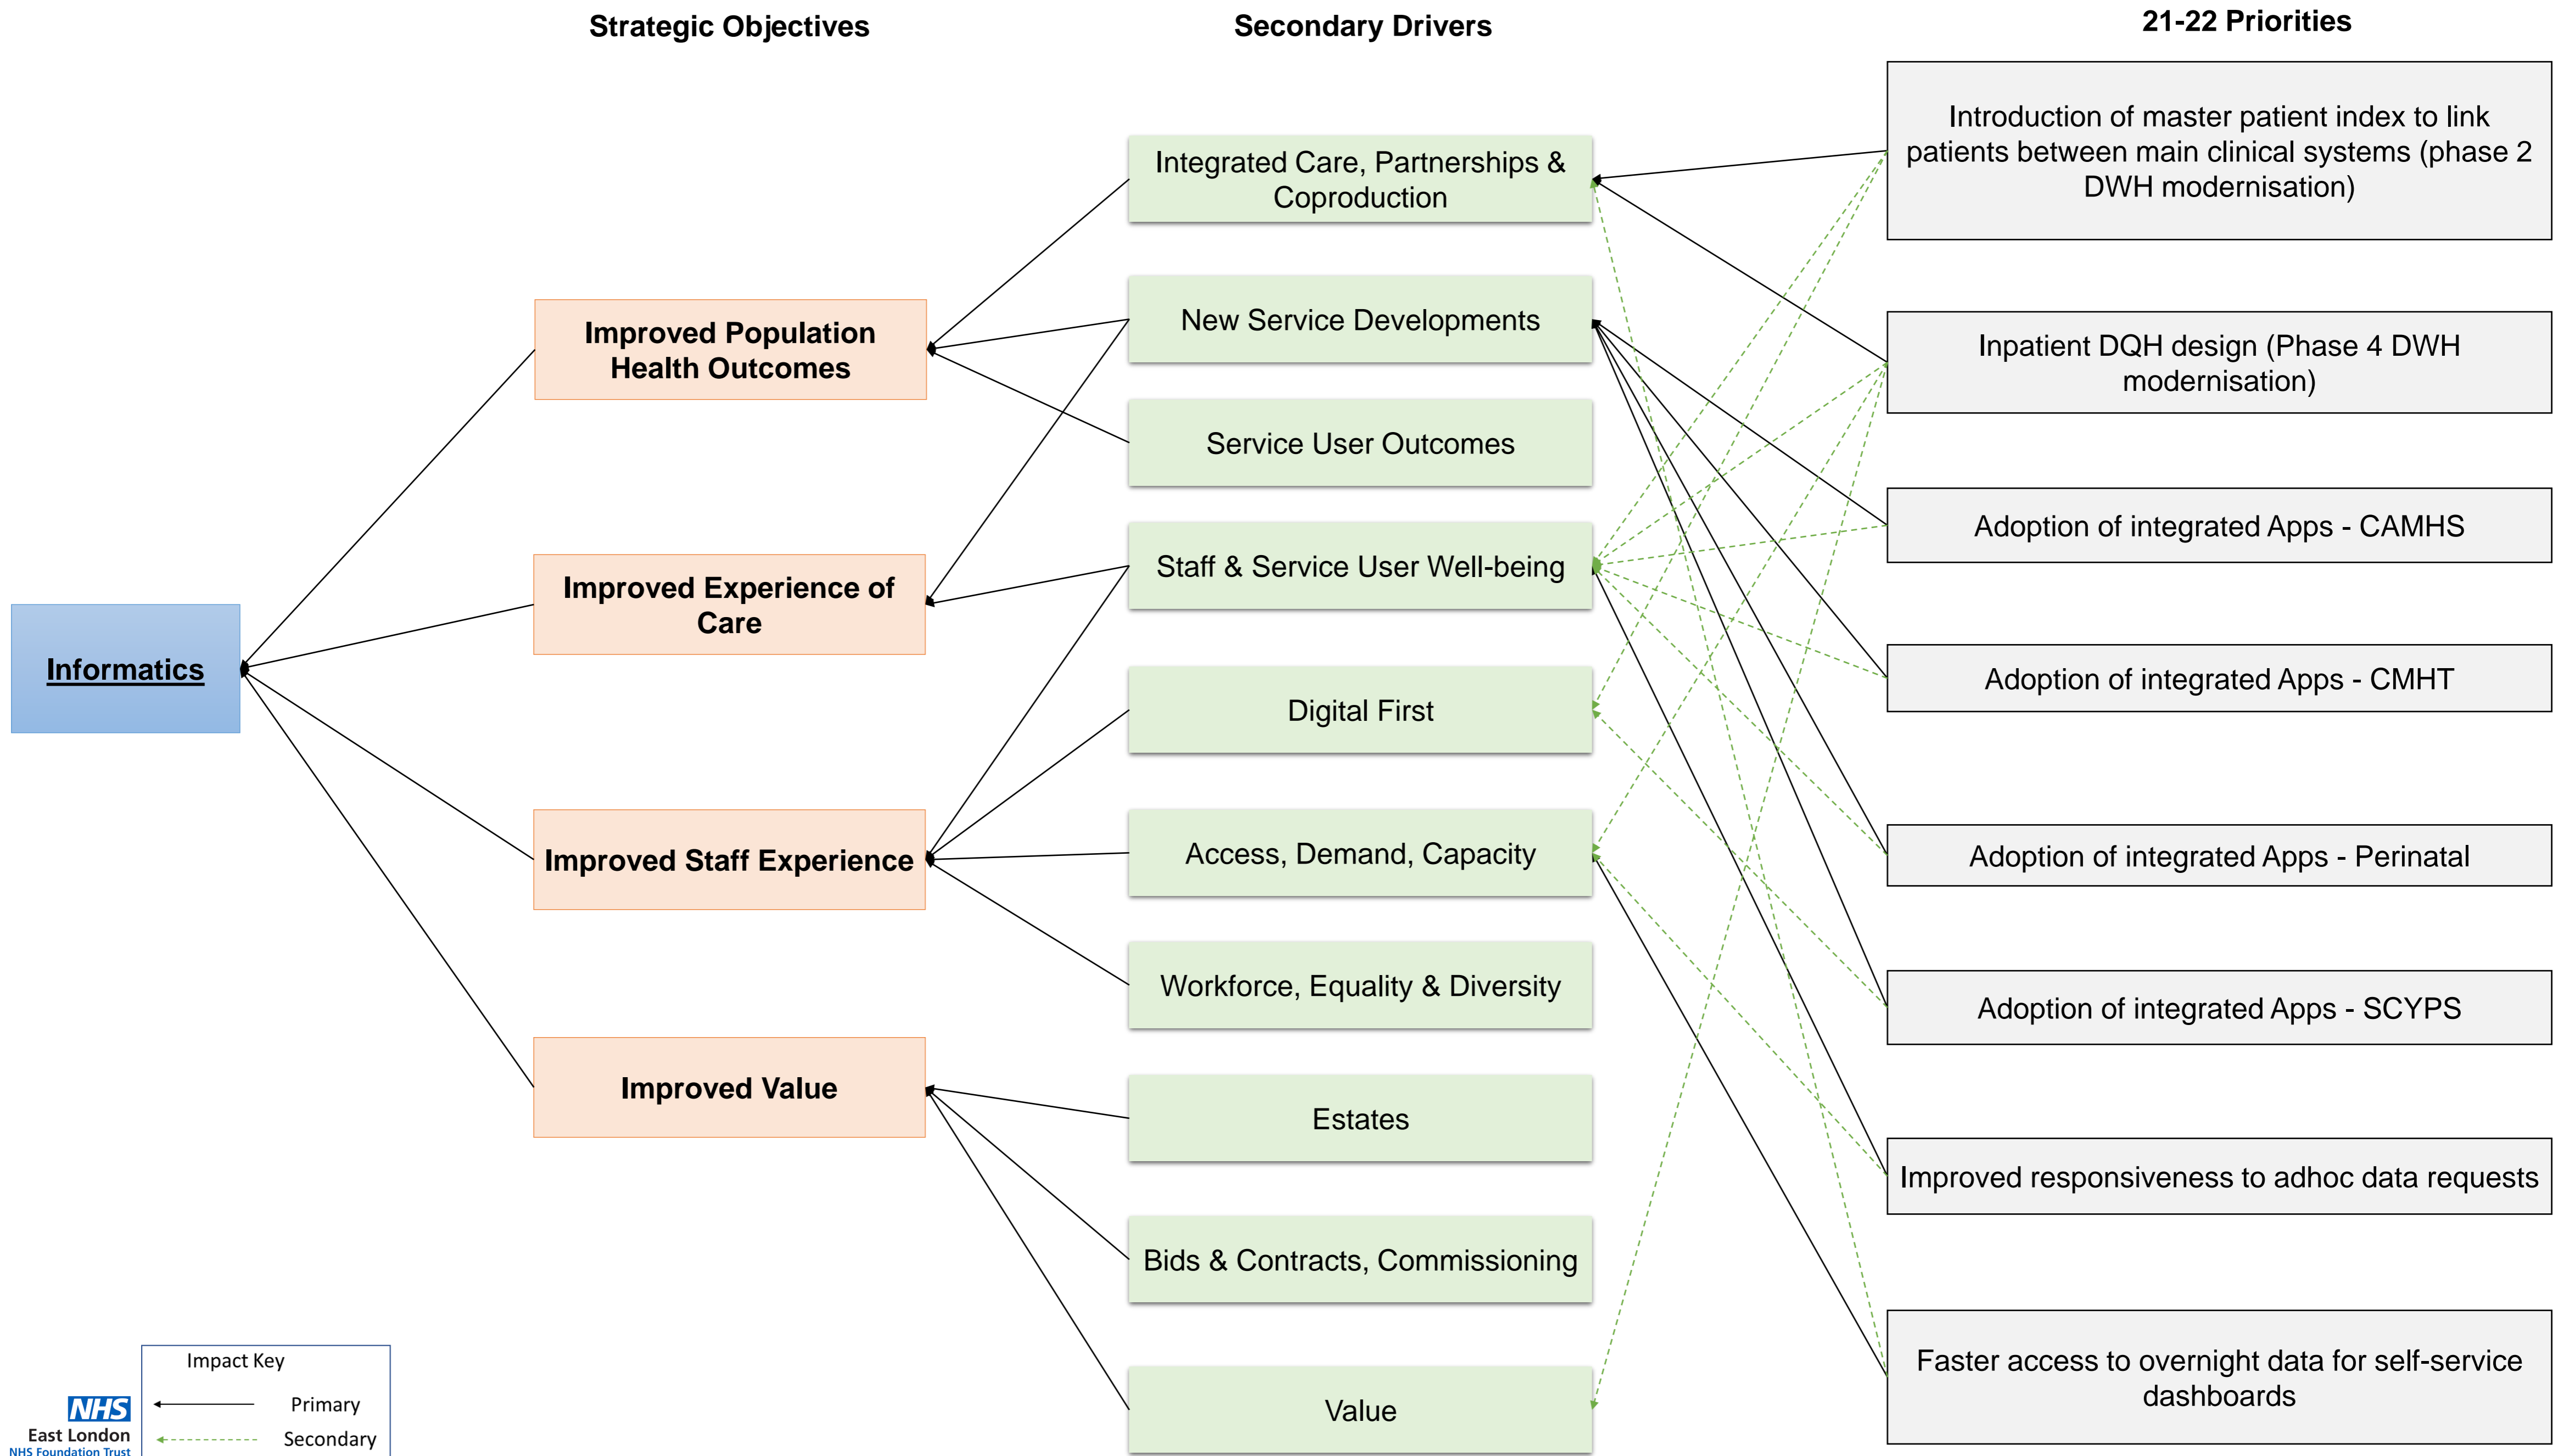 Strategic Objectives
Secondary Drivers
21-22 Priorities
Informatics
Improved Population
Health Outcomes
Improved Experience of
Care
Improved Staff Experience
Improved Value
Integrated Care, Partnerships &
Coproduction
New Service Developments
Service User Outcomes
Staff & Service User Well-being
Digital First
Access, Demand, Capacity
Workforce, Equality & Diversity
Estates
Bids & Contracts, Commissioning
Value
Introduction of master patient index to link
patients between main clinical systems (phase 2
DWH modernisation)
Inpatient DQH design (Phase 4 DWH
modernisation)
Adoption of integrated Apps - CAMHS
Adoption of integrated Apps - CMHT
Adoption of integrated Apps - Perinatal
Adoption of integrated Apps - SCYPS
Improved responsiveness to adhoc data requests
Faster access to overnight data for self-service
dashboards
Impact Key
Primary
Secondary
NHS
East London
NHS Foundation Trust